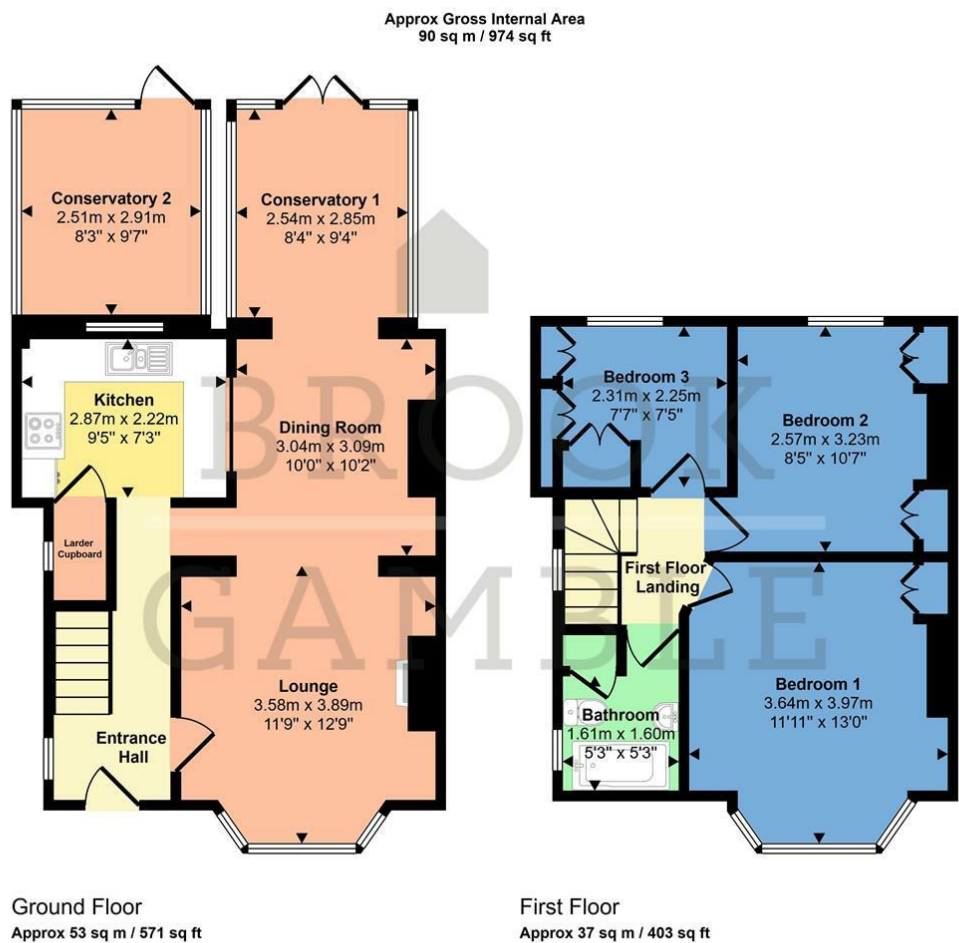 Approx Gross Internal Area
90 sq m / 974 sq ft
Conservatory 2
2.51m x 2.91m
8'3" x 9'7"
Conservatory 1
2.54m x 2.85m
8'4" x 9'4"
Kitchen
2.87m x 2.22m
9'5" x 7'3"
Dining Room
3.04m x 3.09m
10'0" x 10'2"
Larder
Cupboard
Lounge
3.58m x 3.89m
11'9" x 12'9"
Entrance
Hall
Bedroom 3
2.31m x 2.25m
7'7" x 7'5"
Bedroom 2
2.57m x 3.23m
8'5" x 10'7"
First Floor
Landing
Bedroom 1
3.64m x 3.97m
11'11" x 13'0"
Bathroom
1.61m x 1.60m
5'3" x 5'3"
BROOK
GAMBLE
Ground Floor
Approx 53 sq m / 571 sq ft
First Floor
Approx 37 sq m / 403 sq ft